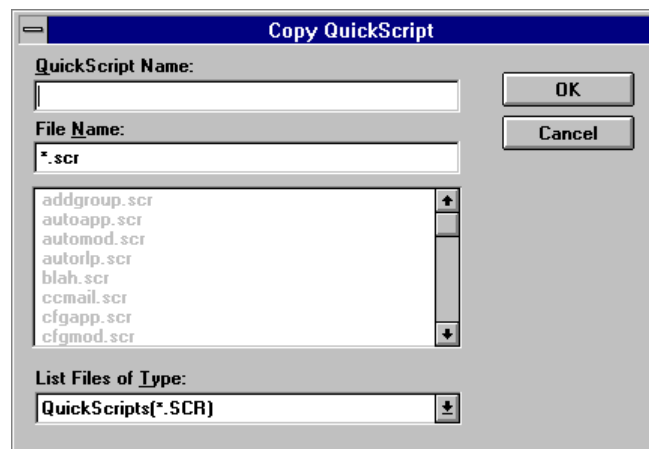 Copy QuickScript
QuickScript Name:
OK
File Name:
Cancel
*.scr
addgroup.scr
autoapp.scr
automod.scr
autorlp.scr
blah.scr
ccmail.scr
cfgapp.scr
cfgmod.scr
List Files of Type:
QuickScripts(*.SCR)